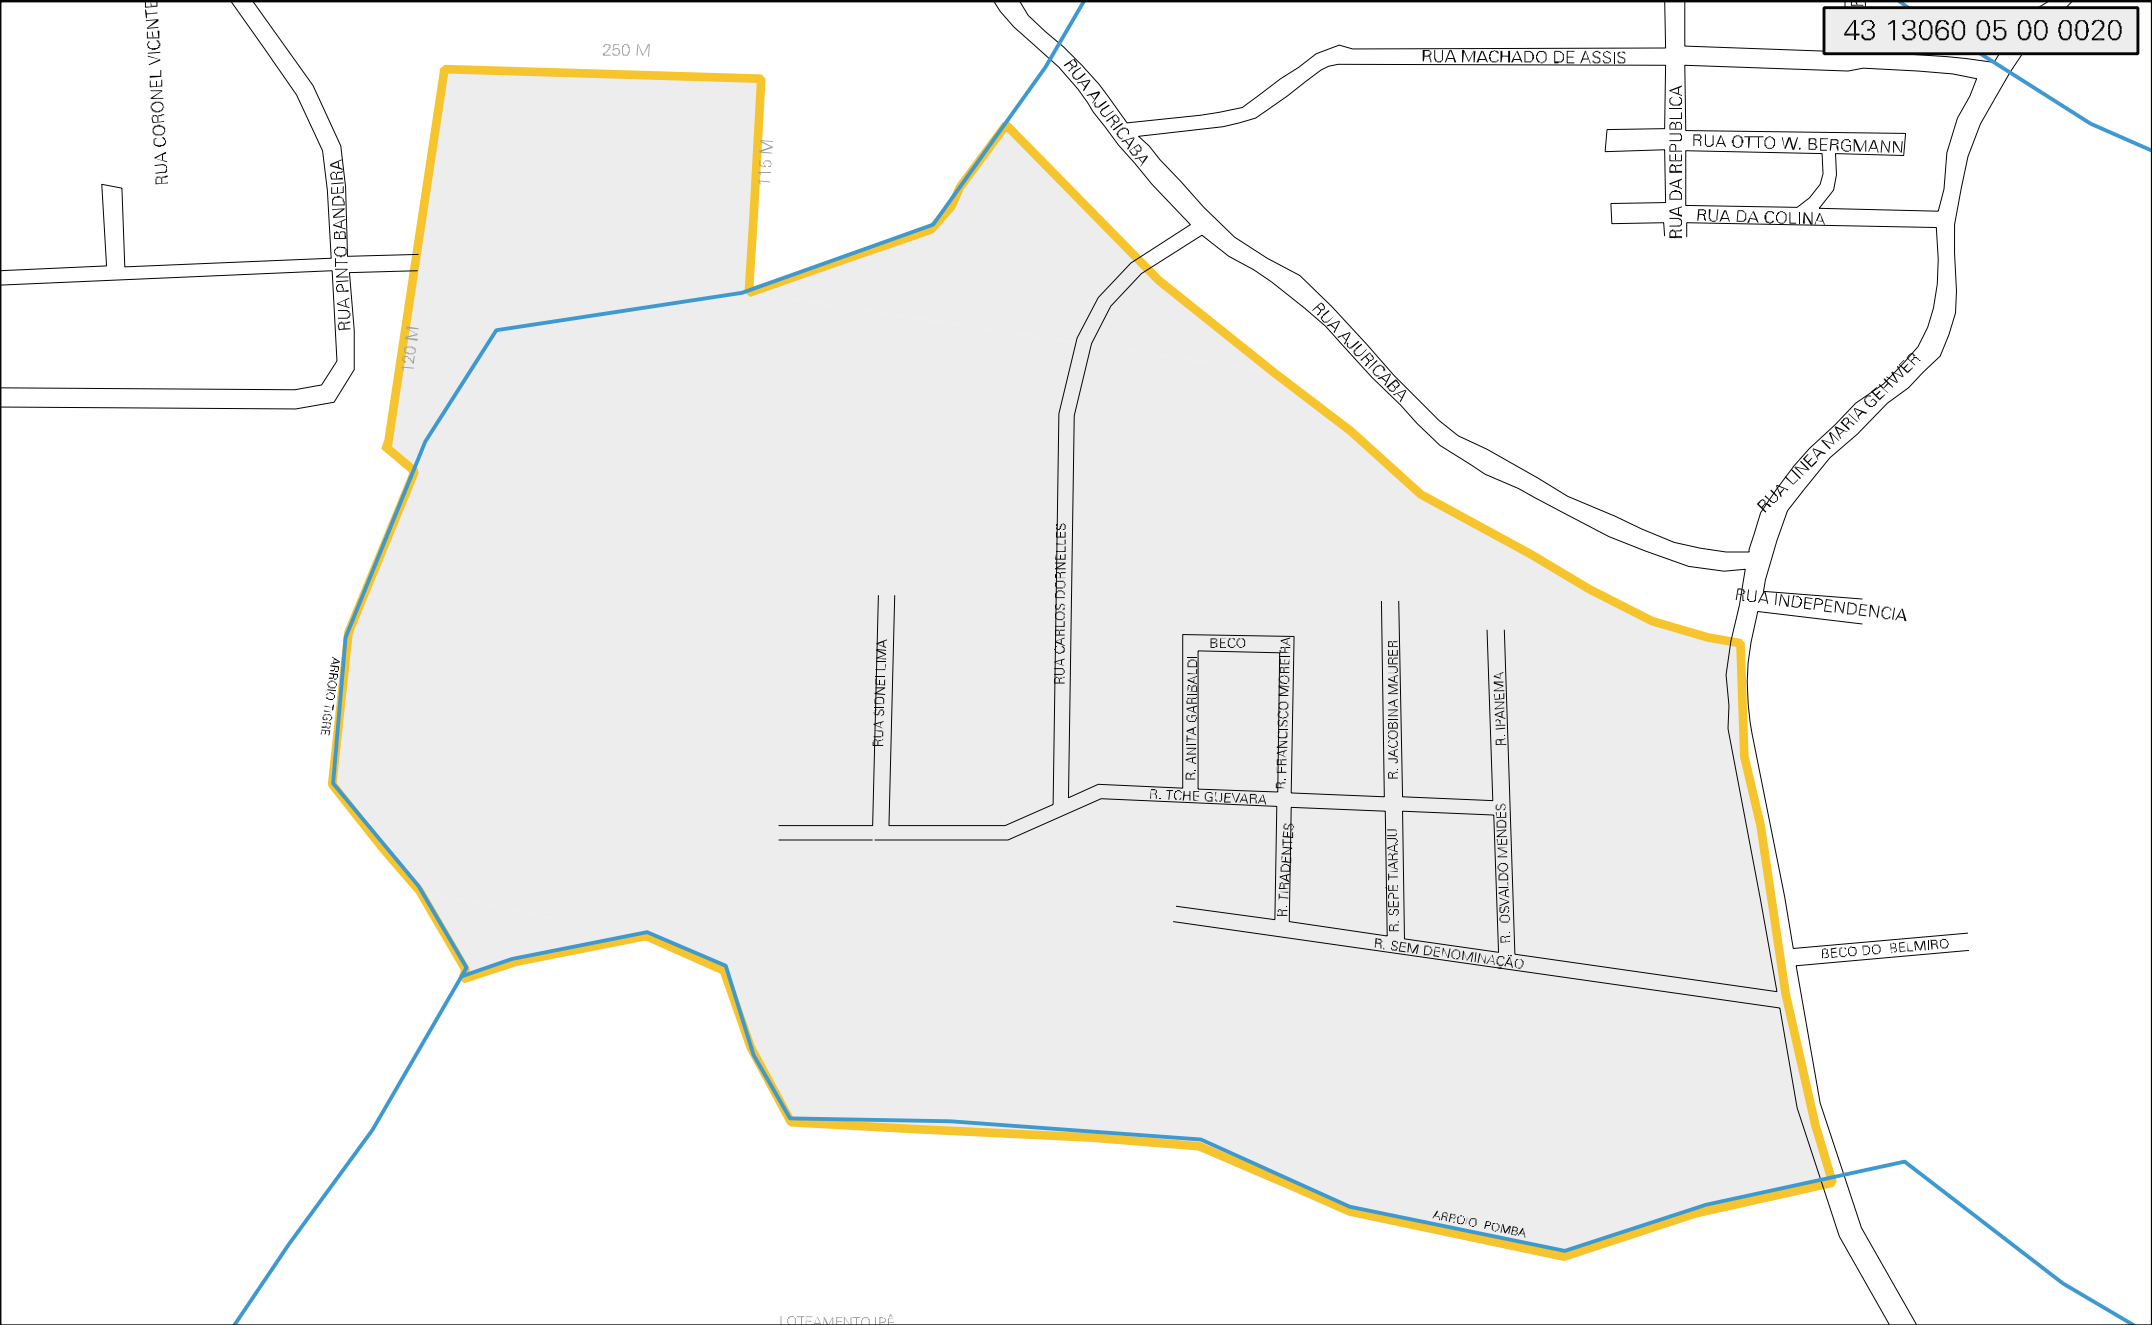 43 13060 05 00 0020
RUA CORONEL VICENTE
250 M
RUA MACHADO DE ASSIS
RUA AJURICABA
115 M
RUA DA REPUBLICA
RUA OTTO W. BERGMANN
RUA DA COLINA
RUA PINTO BANDEIRA
120 M
RUA AJURICABA
RUA LINEA MARIA GEHWER
RUA INDEPENDENCIA
RUA CARLOS DORNELLES
RUA SIDNEI LIMA
BECO
R. ANITA GARIBALDI
R. FRANCISCO MOREIRA
R. JACOBINA MAURER
R. IPANEMA
ARROIO TIGRE
R. TCHE GUEVARA
R. TIRADENTES
R. SEPÉ TIARAJU
R. OSVALDO MENDES
R. SEM DENOMINAÇÃO
BECO DO BELMIRO
ARROIO POMBA
LOTEAMENTO IPÊ